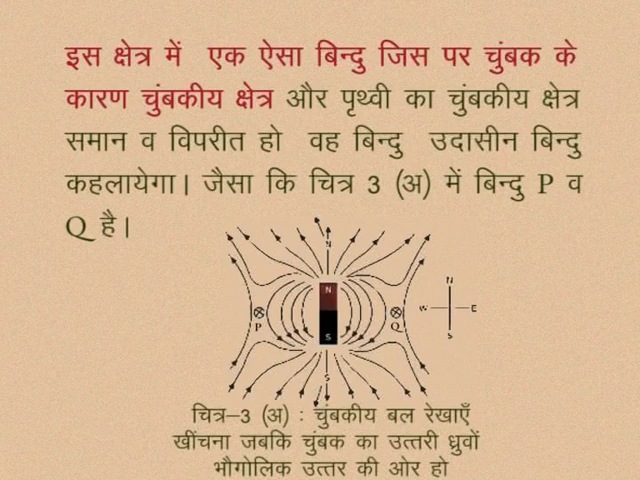 इस क्षेत्र में एक ऐसा बिन्दु जिस पर चुंबक के
कारण चुंबकीय क्षेत्र और पृथ्वी का चुंबकीय क्षेत्र
समान व विपरीत हो वह बिन्दु उदासीन बिन्दु
कहलायेगा। जैसा कि चित्र 3 (अ) में बिन्दु P व
Q है।
N
N
N
W E
P
Q
S
S
S
चित्र–3 (अ) : चुंबकीय बल रेखाएँ
खींचना जबकि चुंबक का उत्तरी ध्रुवों
भौगोलिक उत्तर की ओर हो